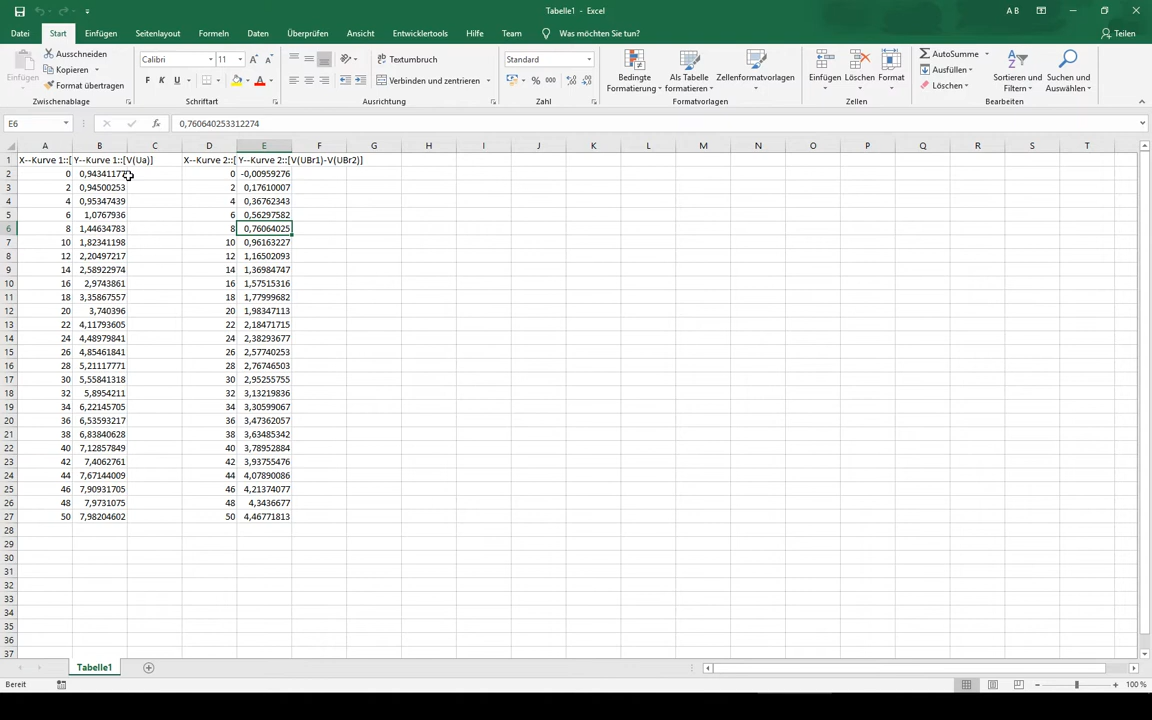 Tabelle1 - Excel
A B
Datei Start Einfügen Seitenlayout Formeln Daten Überprüfen Ansicht Entwicklertools Hilfe Team Was möchten Sie tun? Teilen
Einfügen
Ausschneiden
Kopieren
Format übertragen
Zwischenablage
Calibri 11
F K U
Schriftart
Textumbruch
Verbinden und zentrieren
Ausrichtung
Standard
% 000
Zahl
Bedingte Formatierung
Als Tabelle formatieren
Zellenformatvorlagen
Formatvorlagen
Einfügen Löschen Format
Zellen
AutoSumme
Ausfüllen
Löschen
Sortieren und Filtern
Suchen und Auswählen
Bearbeiten
E6 fx 0,760640253312274
A B C D E F G H I J K L M N O P Q R S T
1 X--Kurve 1::[ Y--Kurve 1::[V(Ua)] X--Kurve 2::[ Y--Kurve 2::[V(UBr1)-V(UBr2)]
2 0 0,94341177 0 -0,00959276
3 2 0,94500253 2 0,17610007
4 4 0,95347439 4 0,36762343
5 6 1,0767936 6 0,56297582
6 8 1,44634783 8 0,76064025
7 10 1,82341198 10 0,96163227
8 12 2,20497217 12 1,16502093
9 14 2,58922974 14 1,36984747
10 16 2,9743861 16 1,57515316
11 18 3,35867557 18 1,77999682
12 20 3,740396 20 1,98347113
13 22 4,11793605 22 2,18471715
14 24 4,48979841 24 2,38293677
15 26 4,85461841 26 2,57740253
16 28 5,21117771 28 2,76746503
17 30 5,55841318 30 2,95255755
18 32 5,8954211 32 3,13219836
19 34 6,22145705 34 3,30599067
20 36 6,53593217 36 3,47362057
21 38 6,83840628 38 3,63485342
22 40 7,12857849 40 3,78952884
23 42 7,4062761 42 3,93755476
24 44 7,67144009 44 4,07890086
25 46 7,90931705 46 4,21374077
26 48 7,9731075 48 4,3436677
27 50 7,98204602 50 4,46771813
28
29
30
31
32
33
34
35
36
37
Tabelle1
Bereit
100 %